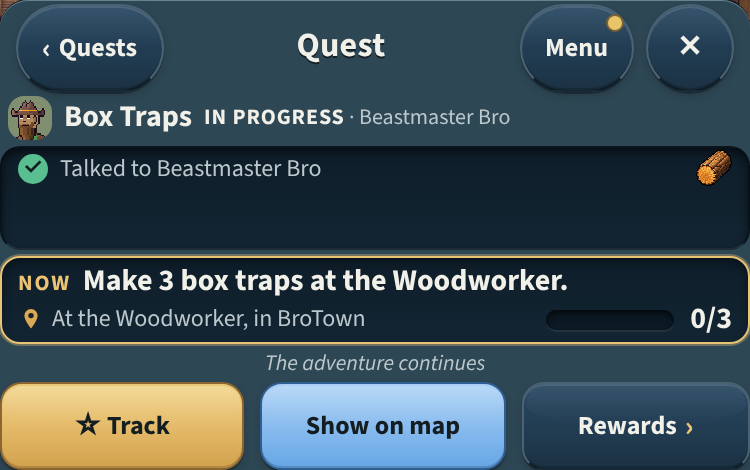 ‹ Quests
Quest
Menu
✕
Box Traps IN PROGRESS · Beastmaster Bro
Talked to Beastmaster Bro
NOW Make 3 box traps at the Woodworker.
At the Woodworker, in BroTown 0/3
The adventure continues
☆ Track
Show on map
Rewards ›